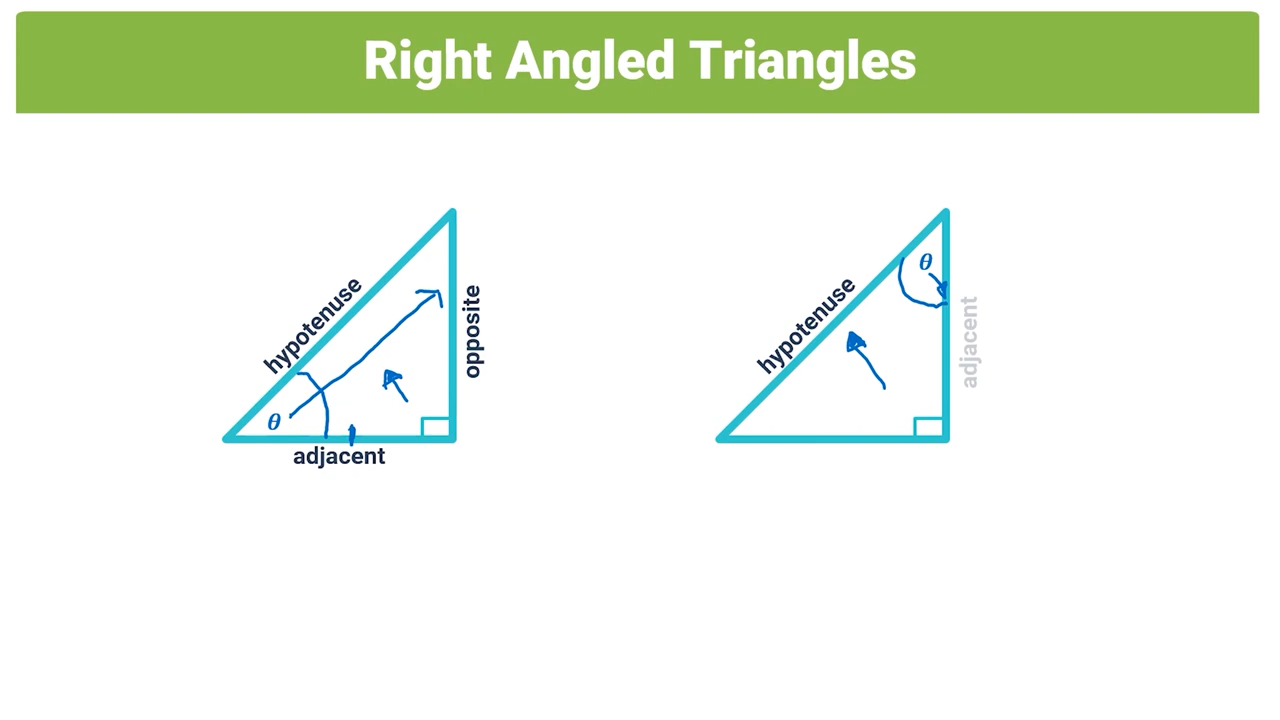 Right Angled Triangles
hypotenuse
opposite
θ
adjacent
hypotenuse
θ
adjacent